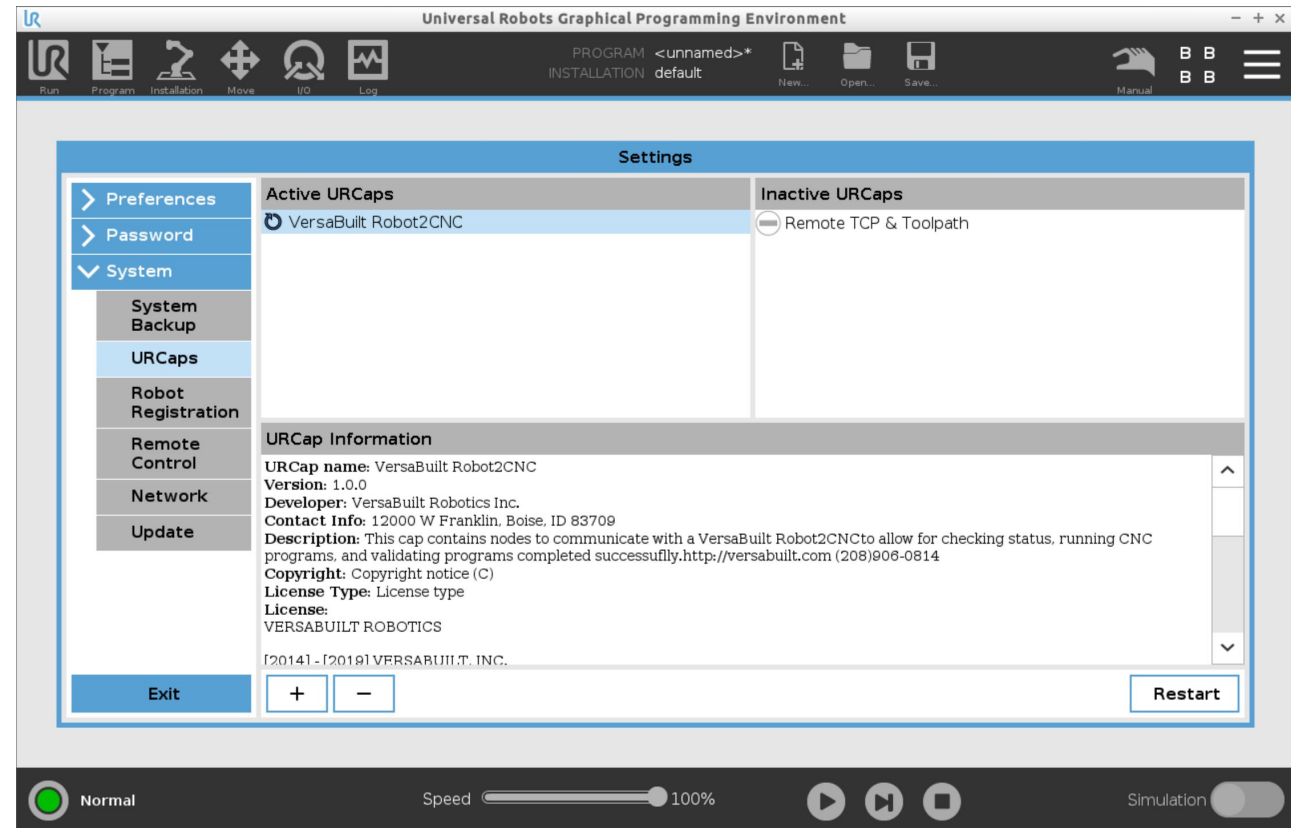 UR
Universal Robots Graphical Programming Environment
UR
PROGRAM <unnamed>*
INSTALLATION default
Run
Program
Installation
Move
I/O
Log
New...
Open...
Save...
Manual
B B
B B
Settings
Preferences
Password
System
System
Backup
URCaps
Robot
Registration
Remote
Control
Network
Update
Exit
Active URCaps
VersaBuilt Robot2CNC
Inactive URCaps
Remote TCP & Toolpath
URCap Information
URCap name: VersaBuilt Robot2CNC
Version: 1.0.0
Developer: VersaBuilt Robotics Inc.
Contact Info: 12000 W Franklin, Boise, ID 83709
Description: This cap contains nodes to communicate with a VersaBuilt Robot2CNCto allow for checking status, running CNC
programs, and validating programs completed successuflly.http://versabuilt.com (208)906-0814
Copyright: Copyright notice (C)
License Type: License type
License:
VERSABUILT ROBOTICS
[2014] - [2019] VERSABUILT, INC.
+
−
Restart
Normal
Speed
100%
Simulation